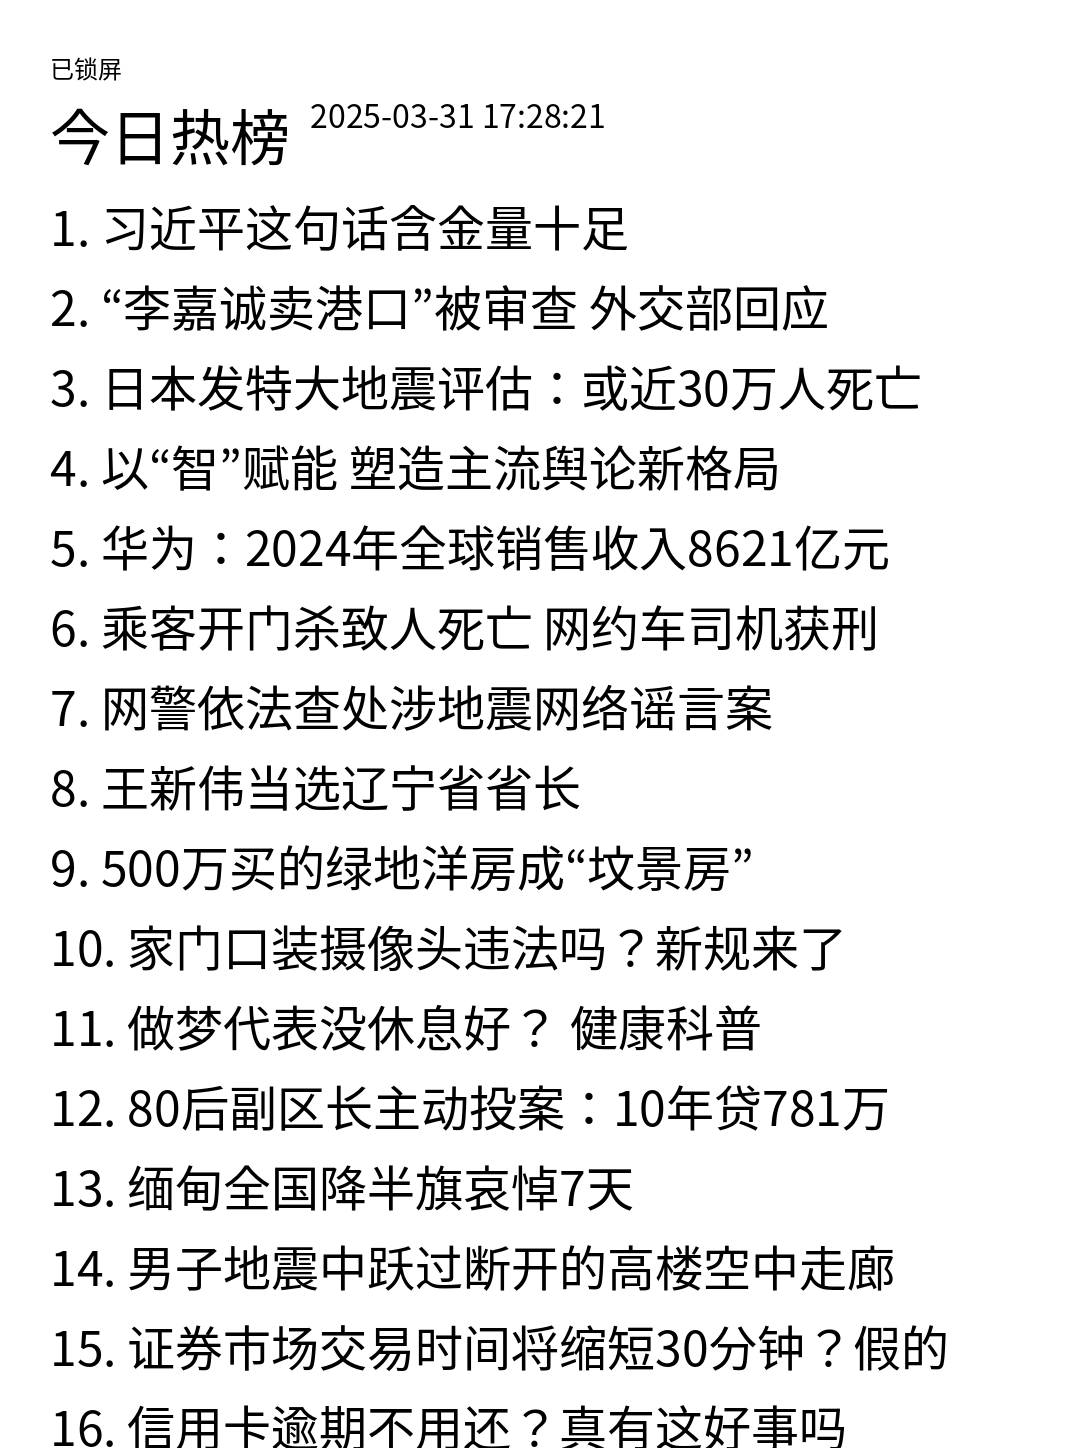 已锁屏
今日热榜 2025-03-31 17:28:21
1. 习近平这句话含金量十足
2. “李嘉诚卖港口”被审查 外交部回应
3. 日本发特大地震评估：或近30万人死亡
4. 以“智”赋能 塑造主流舆论新格局
5. 华为：2024年全球销售收入8621亿元
6. 乘客开门杀致人死亡 网约车司机获刑
7. 网警依法查处涉地震网络谣言案
8. 王新伟当选辽宁省省长
9. 500万买的绿地洋房成“坟景房”
10. 家门口装摄像头违法吗？新规来了
11. 做梦代表没休息好？ 健康科普
12. 80后副区长主动投案：10年贷781万
13. 缅甸全国降半旗哀悼7天
14. 男子地震中跃过断开的高楼空中走廊
15. 证券市场交易时间将缩短30分钟？假的
16. 信用卡逾期不用还？真有这好事吗